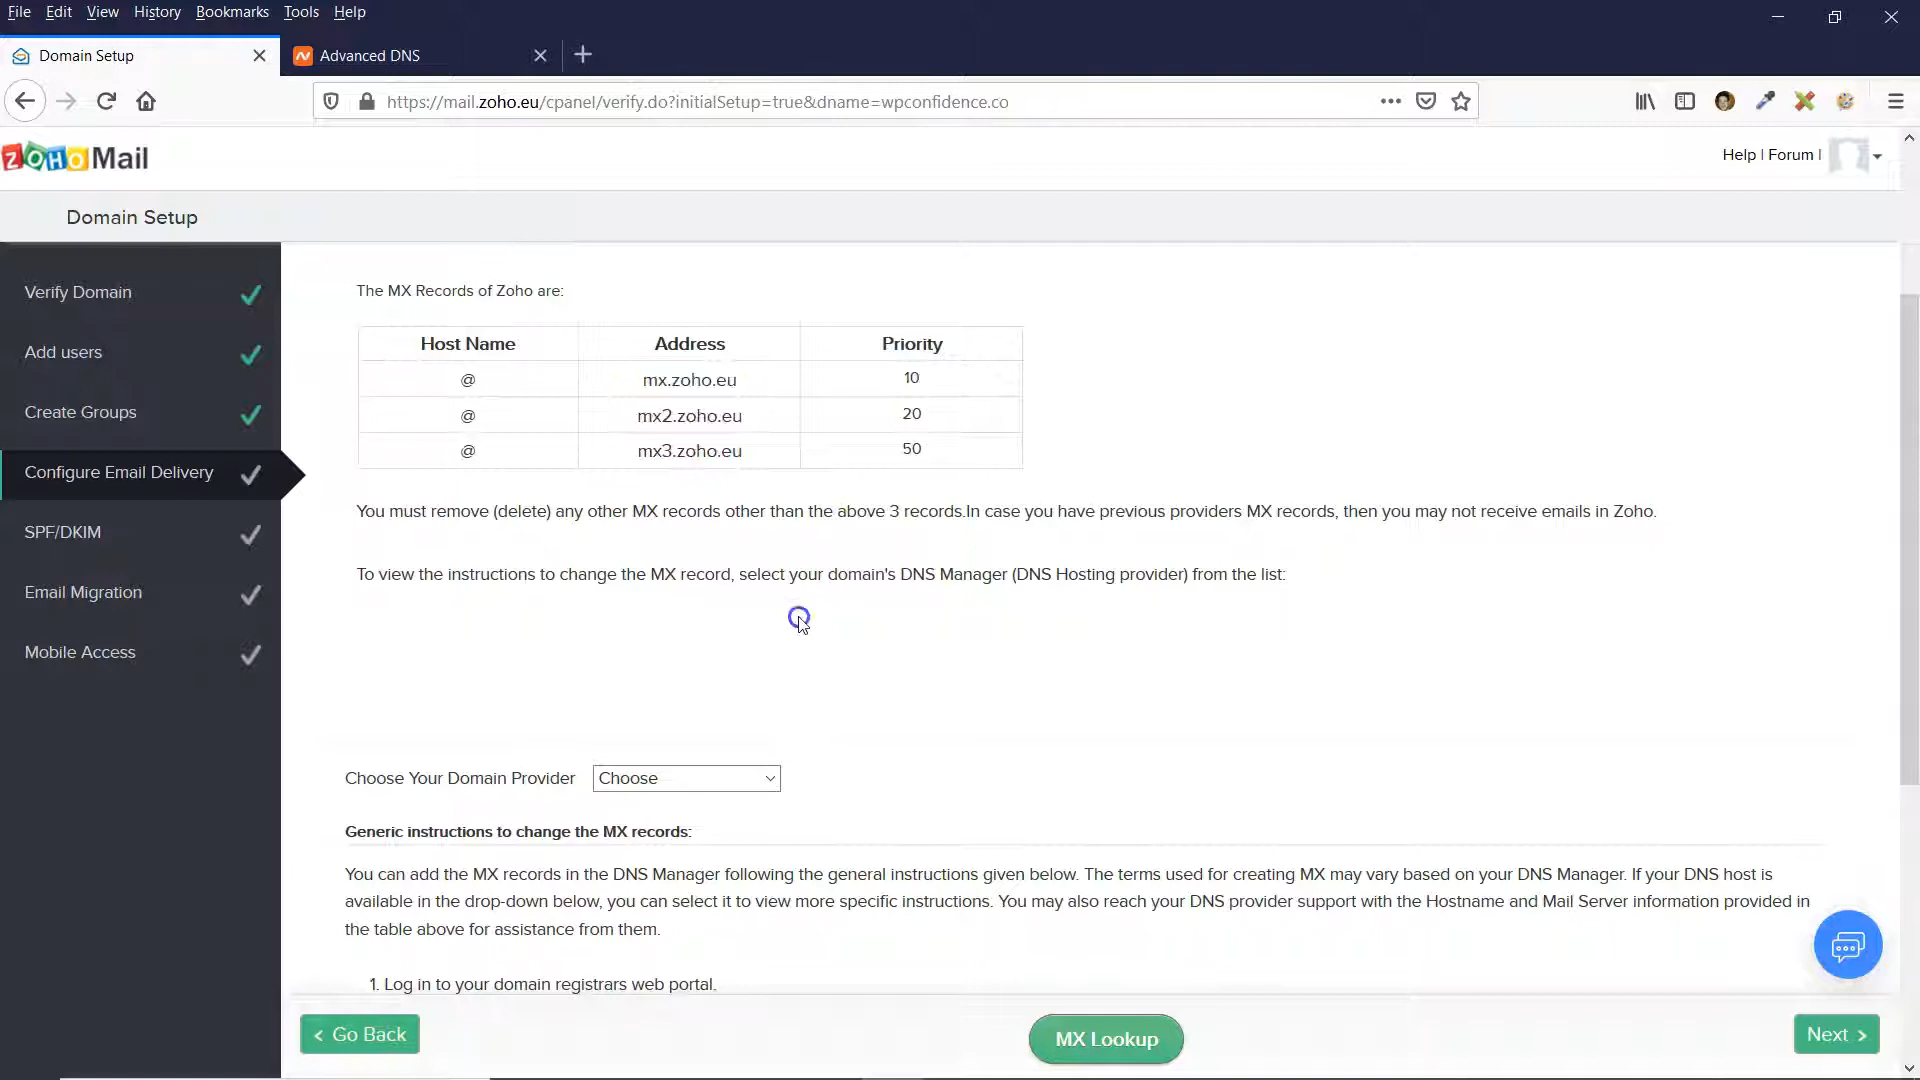 File Edit View History Bookmarks Tools Help
Domain Setup
Advanced DNS
https://mail.zoho.eu/cpanel/verify.do?initialSetup=true&dname=wpconfidence.co
ZOHO Mail
Help | Forum |
Domain Setup
Verify Domain
Add users
Create Groups
Configure Email Delivery
SPF/DKIM
Email Migration
Mobile Access
The MX Records of Zoho are:
Host Name Address Priority
@ mx.zoho.eu 10
@ mx2.zoho.eu 20
@ mx3.zoho.eu 50
You must remove (delete) any other MX records other than the above 3 records.In case you have previous providers MX records, then you may not receive emails in Zoho.
To view the instructions to change the MX record, select your domain's DNS Manager (DNS Hosting provider) from the list:
Choose Your Domain Provider Choose
Generic instructions to change the MX records:
You can add the MX records in the DNS Manager following the general instructions given below. The terms used for creating MX may vary based on your DNS Manager. If your DNS host is
available in the drop-down below, you can select it to view more specific instructions. You may also reach your DNS provider support with the Hostname and Mail Server information provided in
the table above for assistance from them.
1. Log in to your domain registrars web portal.
< Go Back
MX Lookup
Next >